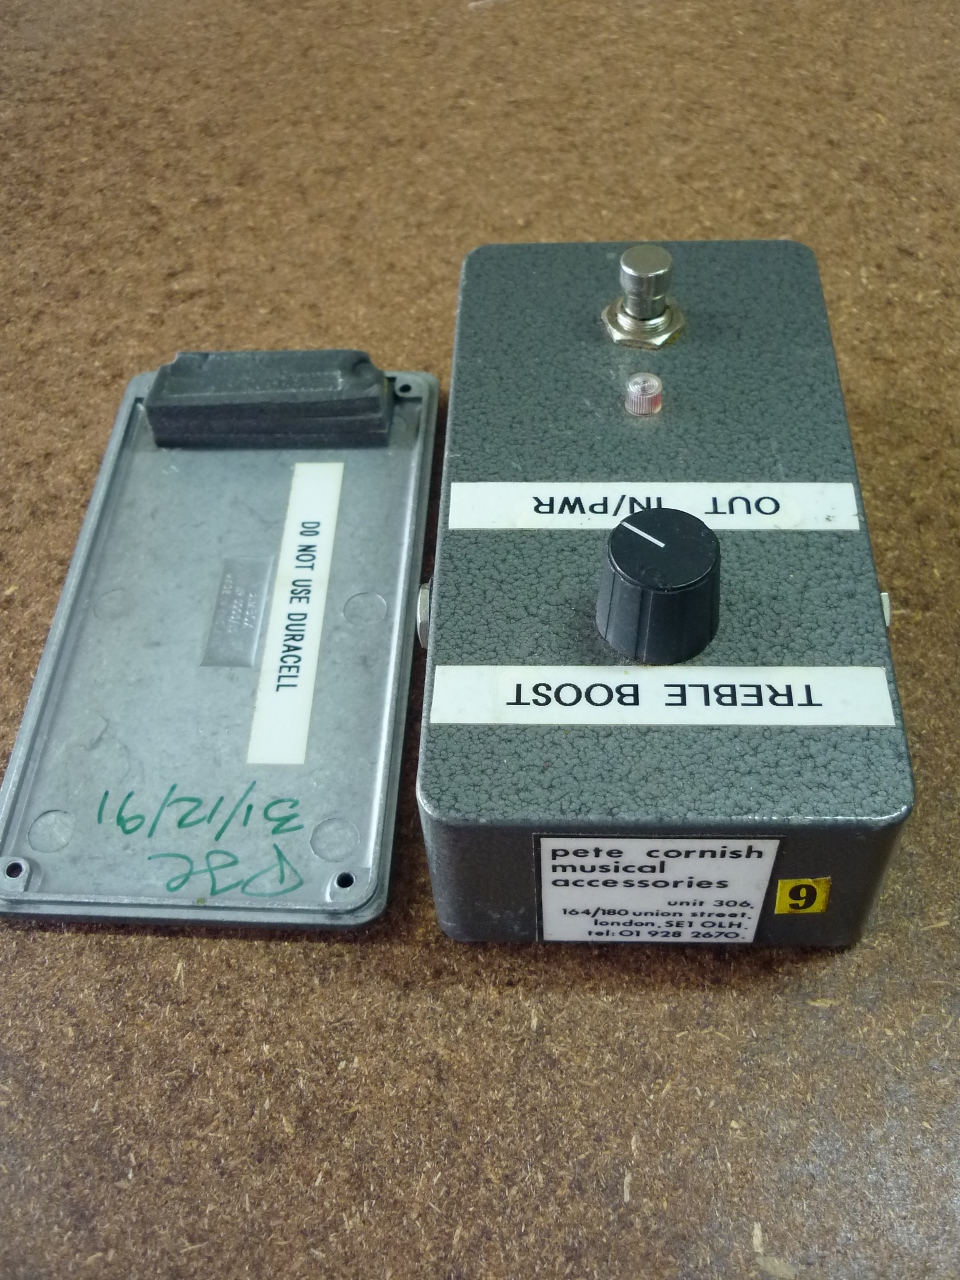 OUT IN/PWR
TREBLE BOOST
pete cornish
musical
accessories
unit 306,
164/180 union street,
london, SE1 OLH.
tel: 01 928 2670.
9
DO NOT USE DURACELL
31/12/91